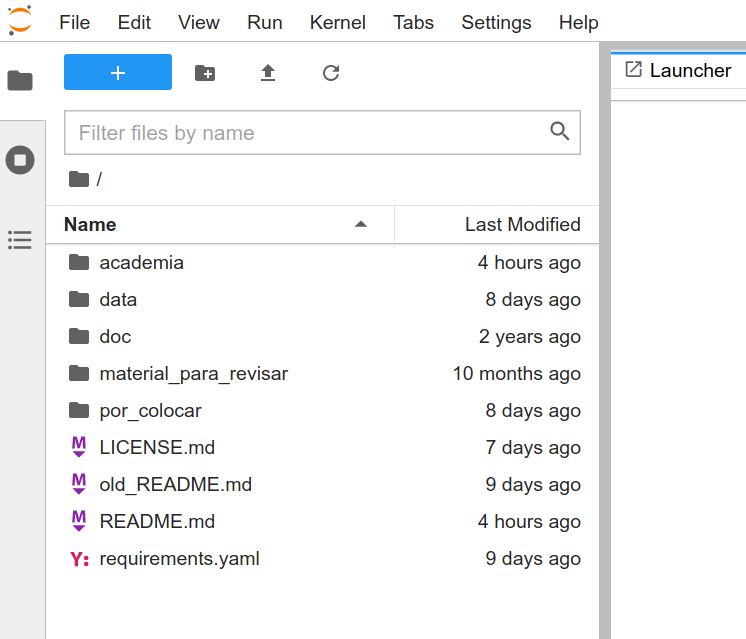 File Edit View Run Kernel Tabs Settings Help
+
Launcher
Filter files by name
/
Name Last Modified
academia 4 hours ago
data 8 days ago
doc 2 years ago
material_para_revisar 10 months ago
por_colocar 8 days ago
LICENSE.md 7 days ago
old_README.md 9 days ago
README.md 4 hours ago
requirements.yaml 9 days ago